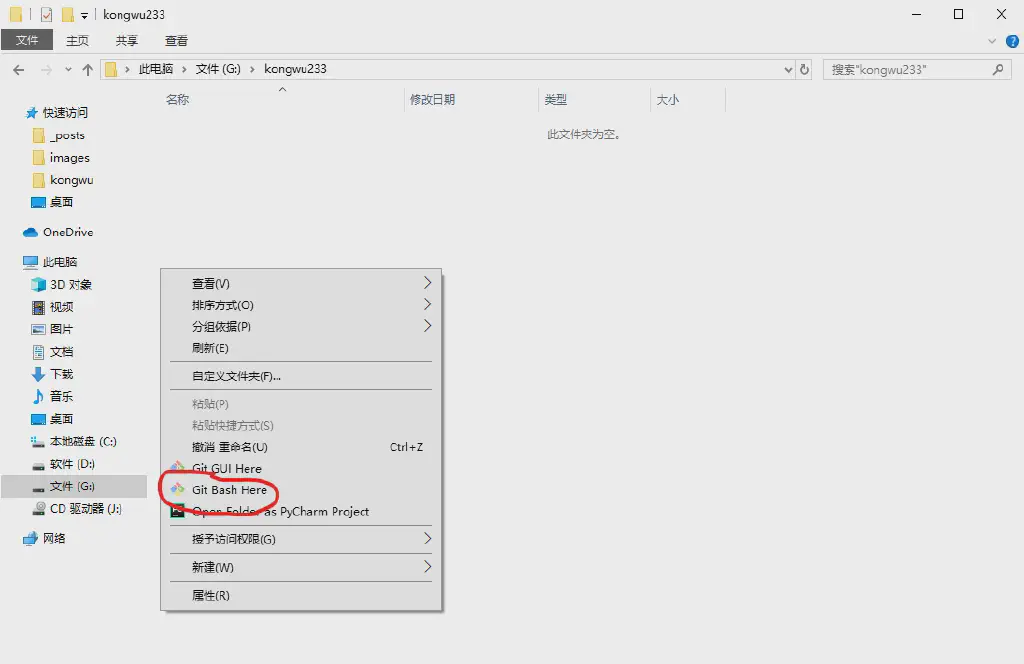 kongwu233
文件 主页 共享 查看
此电脑 文件 (G:) kongwu233 搜索"kongwu233"
名称 修改日期 类型 大小
此文件夹为空。
快速访问
_posts
images
kongwu
桌面
OneDrive
此电脑
3D 对象
视频
图片
文档
下载
音乐
桌面
本地磁盘 (C:)
软件 (D:)
文件 (G:)
CD 驱动器 (J:)
网络
查看(V)
排序方式(O)
分组依据(P)
刷新(E)
自定义文件夹(F)...
粘贴(P)
粘贴快捷方式(S)
撤消 重命名(U) Ctrl+Z
Git GUI Here
Git Bash Here
Open Folder as PyCharm Project
授予访问权限(G)
新建(W)
属性(R)